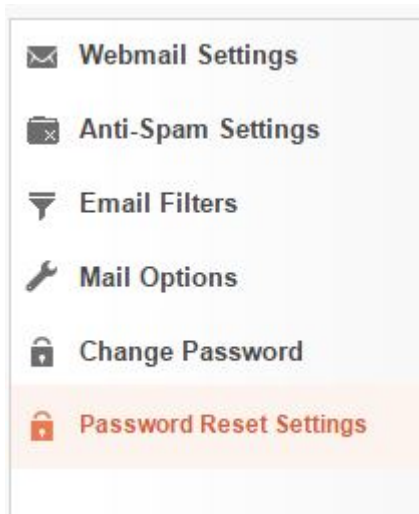 Webmail Settings
Anti-Spam Settings
Email Filters
Mail Options
Change Password
Password Reset Settings